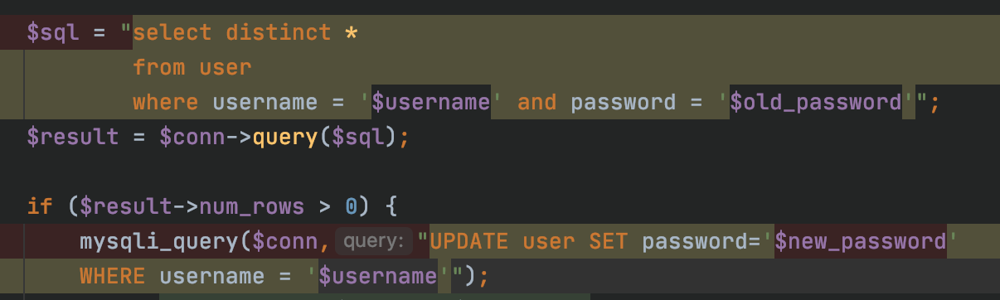 $sql = "select distinct *
from user
where username = '$username' and password = '$old_password'";
$result = $conn->query($sql);
if ($result->num_rows > 0) {
mysqli_query($conn, query: "UPDATE user SET password='$new_password'
WHERE username = '$username'");